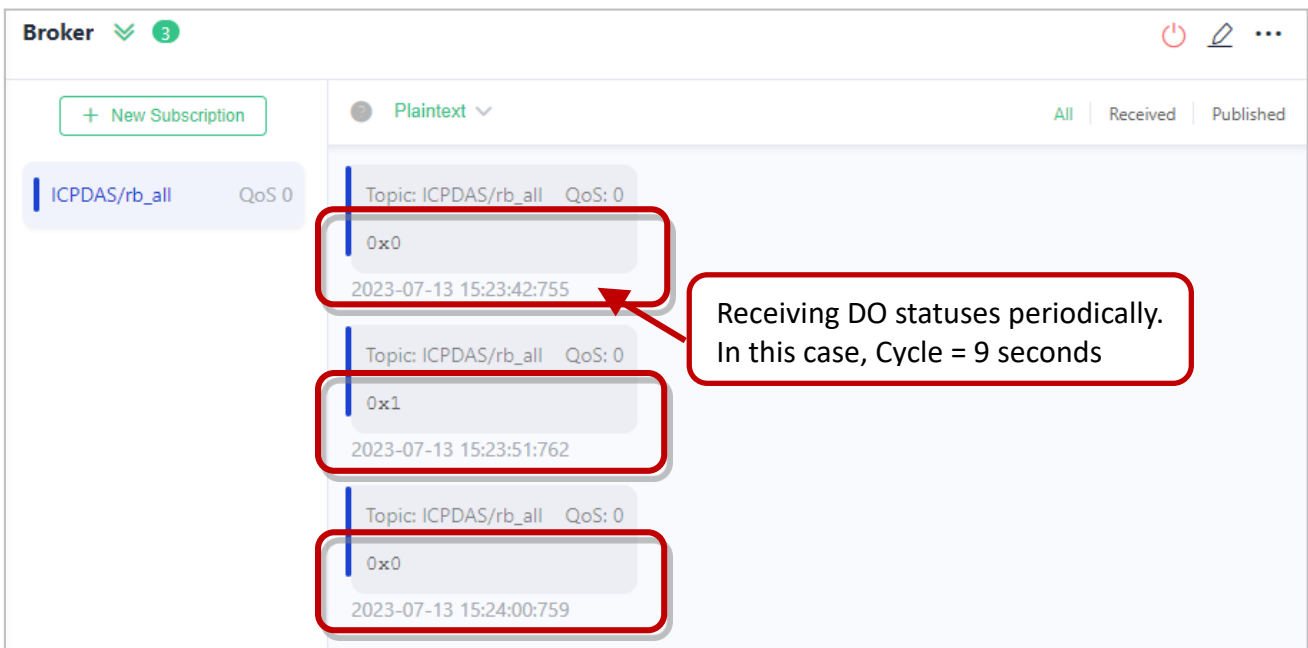 Broker 3
+ New Subscription
Plaintext
All Received Published
ICPDAS/rb_all QoS 0
Topic: ICPDAS/rb_all QoS: 0
0x0
2023-07-13 15:23:42:755
Receiving DO statuses periodically.
In this case, Cycle = 9 seconds
Topic: ICPDAS/rb_all QoS: 0
0x1
2023-07-13 15:23:51:762
Topic: ICPDAS/rb_all QoS: 0
0x0
2023-07-13 15:24:00:759